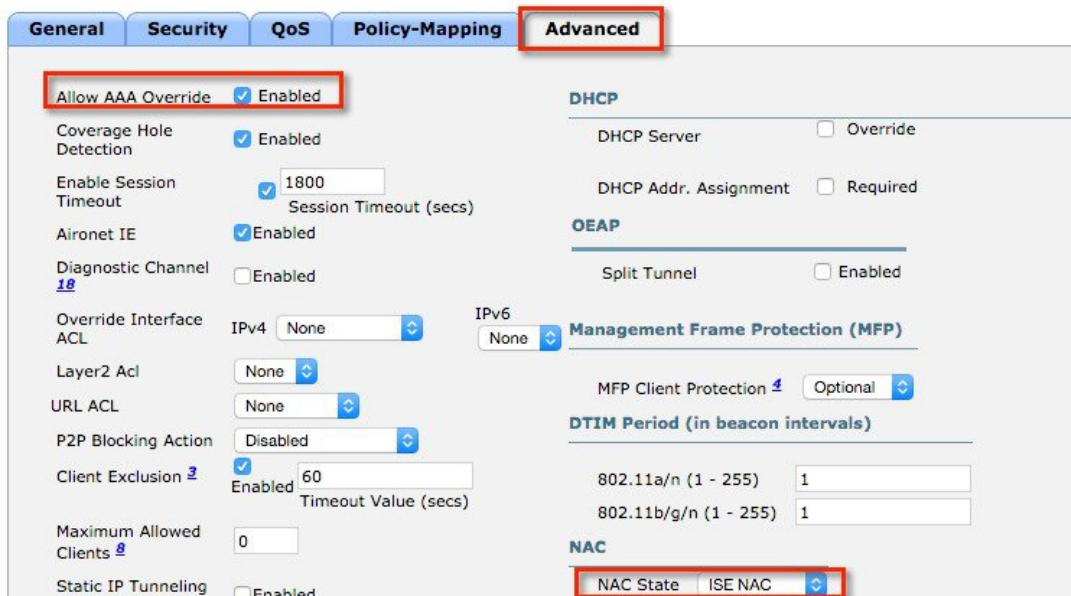 General Security QoS Policy-Mapping Advanced
Allow AAA Override Enabled
Coverage Hole
Detection
Enabled
Enable Session
Timeout
1800
Session Timeout (secs)
Aironet IE Enabled
Diagnostic Channel
18
Enabled
Override Interface
ACL
IPv4 None
IPv6
None
Layer2 Acl None
URL ACL None
P2P Blocking Action Disabled
Client Exclusion 3
Enabled
60
Timeout Value (secs)
Maximum Allowed
Clients 8
0
Static IP Tunneling
Enabled
DHCP
DHCP Server Override
DHCP Addr. Assignment Required
OEAP
Split Tunnel Enabled
Management Frame Protection (MFP)
MFP Client Protection 4 Optional
DTIM Period (in beacon intervals)
802.11a/n (1 - 255) 1
802.11b/g/n (1 - 255) 1
NAC
NAC State ISE NAC